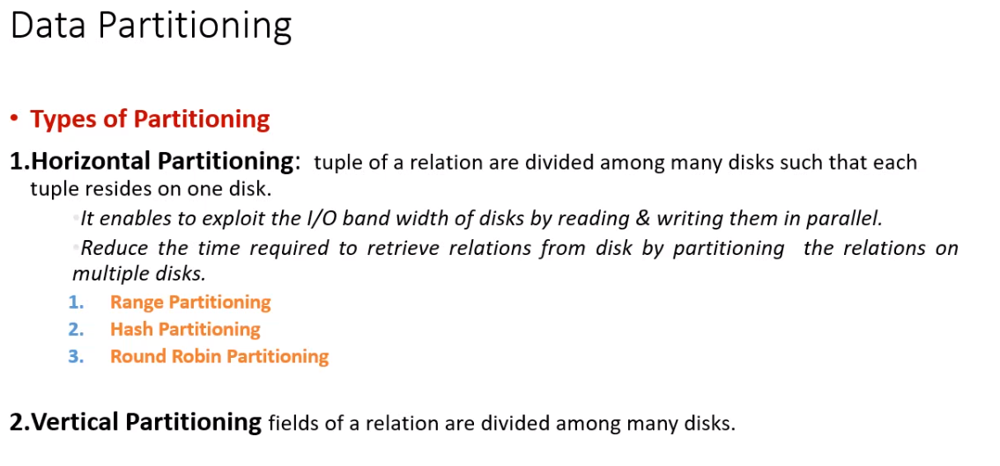 Data Partitioning
• Types of Partitioning
1.Horizontal Partitioning: tuple of a relation are divided among many disks such that each
tuple resides on one disk.
•It enables to exploit the I/O band width of disks by reading & writing them in parallel.
•Reduce the time required to retrieve relations from disk by partitioning the relations on
multiple disks.
1. Range Partitioning
2. Hash Partitioning
3. Round Robin Partitioning
2.Vertical Partitioning fields of a relation are divided among many disks.